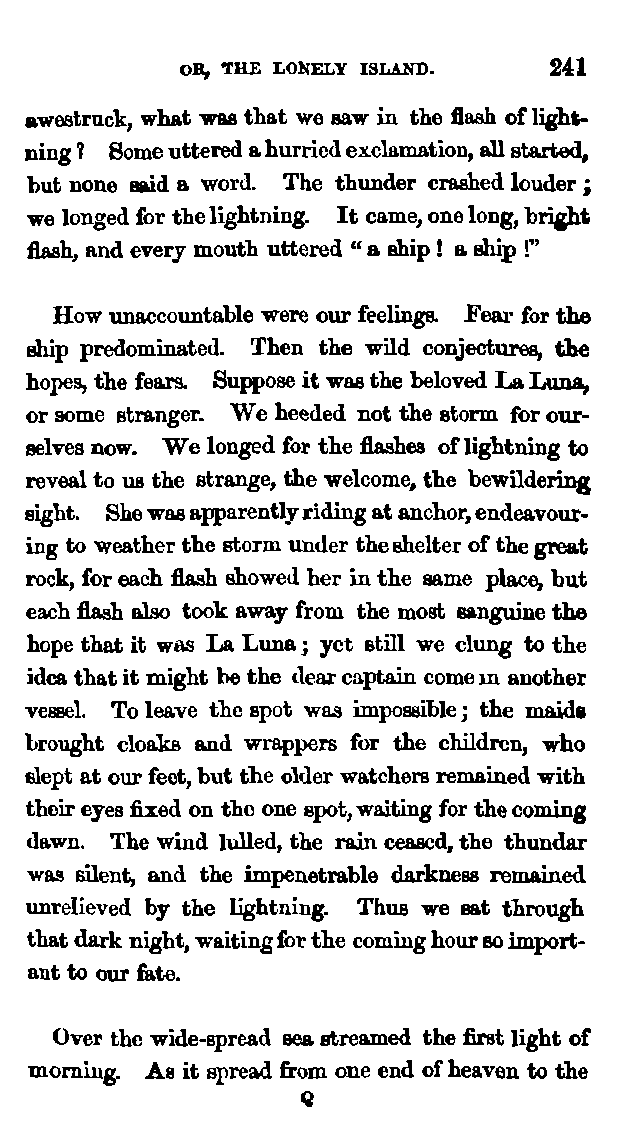 OR, THE LONELY ISLAND. 241
awestruck, what was that we saw in the flash of light-
ning? Some uttered a hurried exclamation, all started,
but none said a word. The thunder crashed louder;
we longed for the lightning. It came, one long, bright
flash, and every mouth uttered “a ship! a ship!”
How unaccountable were our feelings. Fear for the
ship predominated. Then the wild conjectures, the
hopes, the fears. Suppose it was the beloved La Luna,
or some stranger. We heeded not the storm for our-
selves now. We longed for the flashes of lightning to
reveal to us the strange, the welcome, the bewildering
sight. She was apparently riding at anchor, endeavour-
ing to weather the storm under the shelter of the great
rock, for each flash showed her in the same place, but
each flash also took away from the most sanguine the
hope that it was La Luna; yet still we clung to the
idea that it might be the dear captain come in another
vessel. To leave the spot was impossible; the maids
brought cloaks and wrappers for the children, who
slept at our feet, but the older watchers remained with
their eyes fixed on the one spot, waiting for the coming
dawn. The wind lulled, the rain ceased, the thundar
was silent, and the impenetrable darkness remained
unrelieved by the lightning. Thus we sat through
that dark night, waiting for the coming hour so import-
ant to our fate.
Over the wide-spread sea streamed the first light of
morning. As it spread from one end of heaven to the
Q